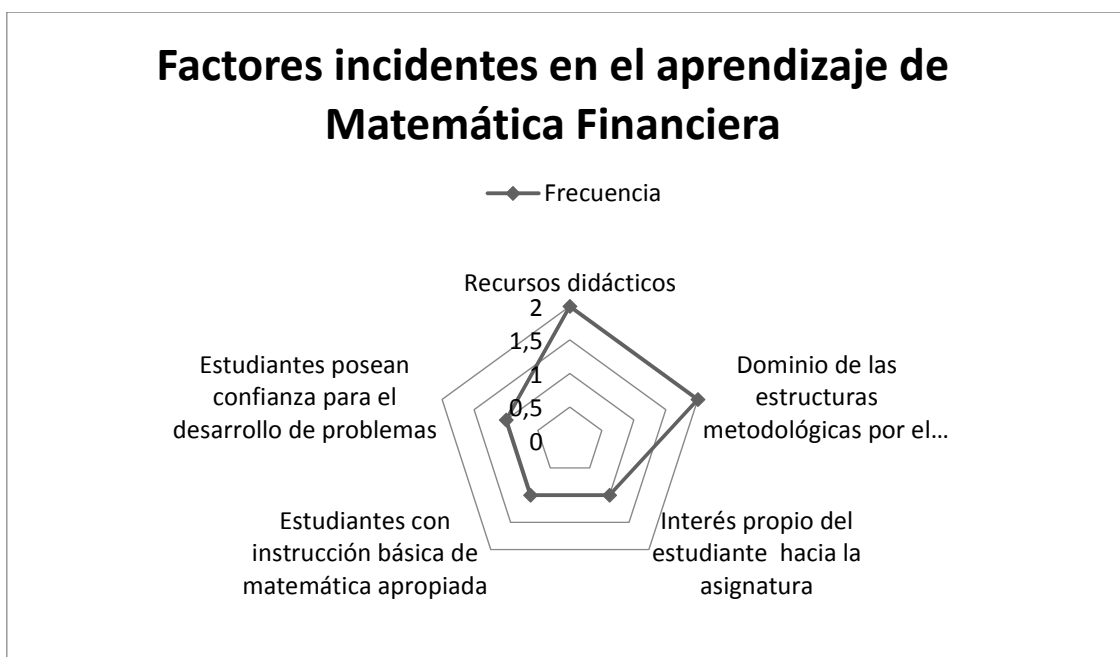 Factores incidentes en el aprendizaje de
Matemática Financiera
Frecuencia
Recursos didácticos
2
1,5
1
0,5
0
Dominio de las
estructuras
metodológicas por el…
Interés propio del
estudiante  hacia la
asignatura
Estudiantes con
instrucción básica de
matemática apropiada
Estudiantes posean
confianza para el
desarrollo de problemas